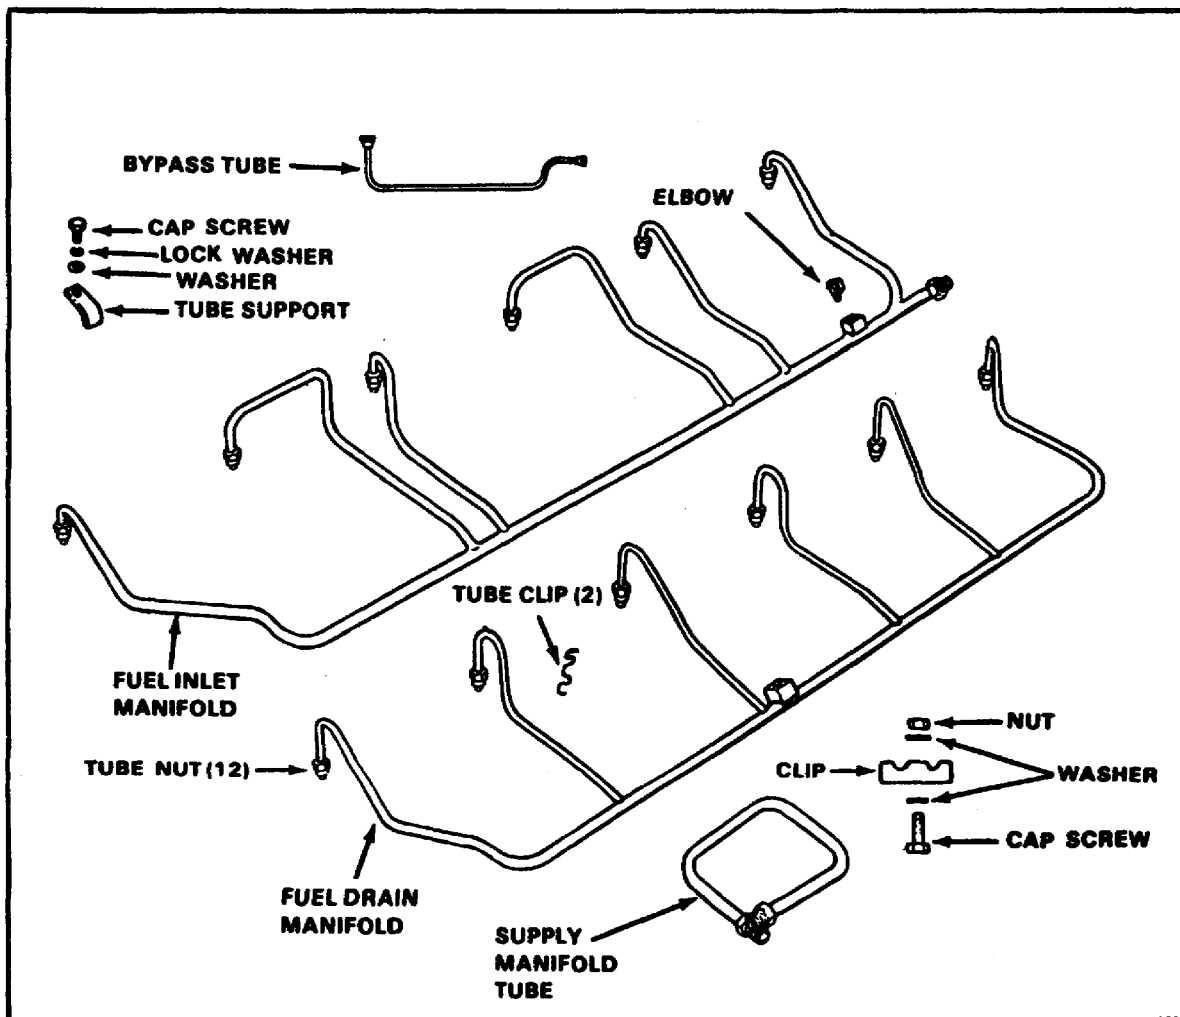 BYPASS TUBE
ELBOW
CAP SCREW
LOCK WASHER
WASHER
TUBE SUPPORT
TUBE CLIP (2)
FUEL INLET
MANIFOLD
TUBE NUT (12)
NUT
CLIP
WASHER
CAP SCREW
FUEL DRAIN
MANIFOLD
SUPPLY
MANIFOLD
TUBE